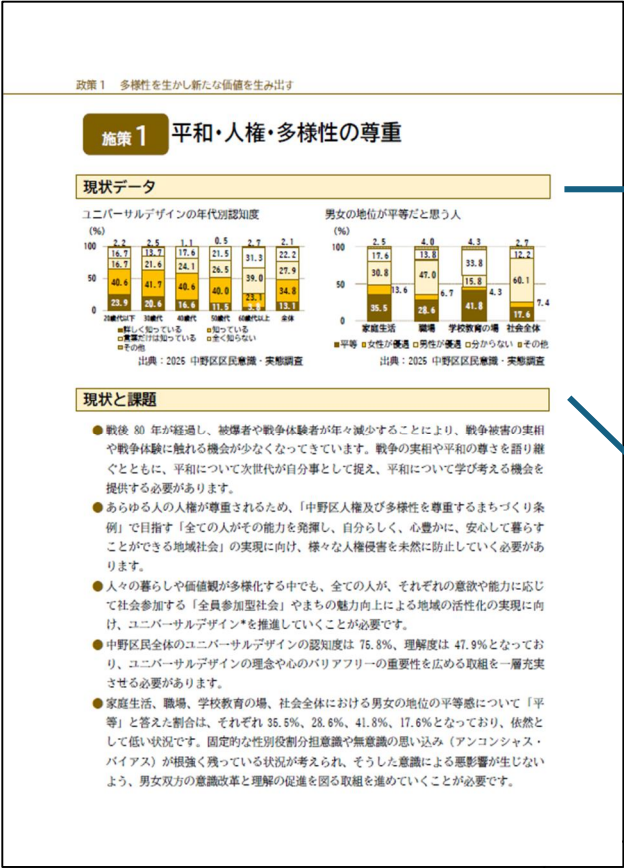 政策1 多様性を生かし新たな価値を生み出す
施策1 平和・人権・多様性の尊重
現状データ
ユニバーサルデザインの年代別認知度
(%)
100
50
0
2.2 2.5 1.1 0.5 2.7 2.1
16.7 13.7 17.6 21.5 31.3 22.2
16.7 21.6 24.1 26.5 39.0 27.9
40.6 41.7 40.6 40.0 23.1 34.8
23.9 20.6 16.6 11.5 3.8 13.1
20歳代以下 30歳代 40歳代 50歳代 60歳代以上 全体
■詳しく知っている □知っている
□言葉だけは知っている □全く知らない
■その他
出典：2025 中野区区民意識・実態調査
男女の地位が平等だと思う人
(%)
100
50
0
2.5 4.0 4.3 2.7
17.6 13.8 33.8 12.2
30.8 47.0 15.8 60.1
13.6 6.7 4.3 7.4
35.5 28.6 41.8 17.6
家庭生活 職場 学校教育の場 社会全体
■平等 □女性が優遇 □男性が優遇 □分からない ■その他
出典：2025 中野区区民意識・実態調査
現状と課題
●戦後 80 年が経過し、被爆者や戦争体験者が年々減少することにより、戦争被害の実相
や戦争体験に触れる機会が少なくなってきています。戦争の実相や平和の尊さを語り継
ぐとともに、平和について次世代が自分事として捉え、平和について学び考える機会を
提供する必要があります。
●あらゆる人の人権が尊重されるため、「中野区人権及び多様性を尊重するまちづくり条
例」で目指す「全ての人がその能力を発揮し、自分らしく、心豊かに、安心して暮らす
ことができる地域社会」の実現に向け、様々な人権侵害を未然に防止していく必要があ
ります。
●人々の暮らしや価値観が多様化する中でも、全ての人が、それぞれの意欲や能力に応じ
て社会参加する「全員参加型社会」やまちの魅力向上による地域の活性化の実現に向
け、ユニバーサルデザイン*を推進していくことが必要です。
●中野区民全体のユニバーサルデザインの認知度は 75.8%、理解度は 47.9%となってお
り、ユニバーサルデザインの理念や心のバリアフリーの重要性を広める取組を一層充実
させる必要があります。
●家庭生活、職場、学校教育の場、社会全体における男女の地位の平等感について「平
等」と答えた割合は、それぞれ 35.5%、28.6%、41.8%、17.6%となっており、依然と
して低い状況です。固定的な性別役割分担意識や無意識の思い込み（アンコンシャス・
バイアス）が根強く残っている状況が考えられ、そうした意識による悪影響が生じない
よう、男女双方の意識改革と理解の促進を図る取組を進めていくことが必要です。